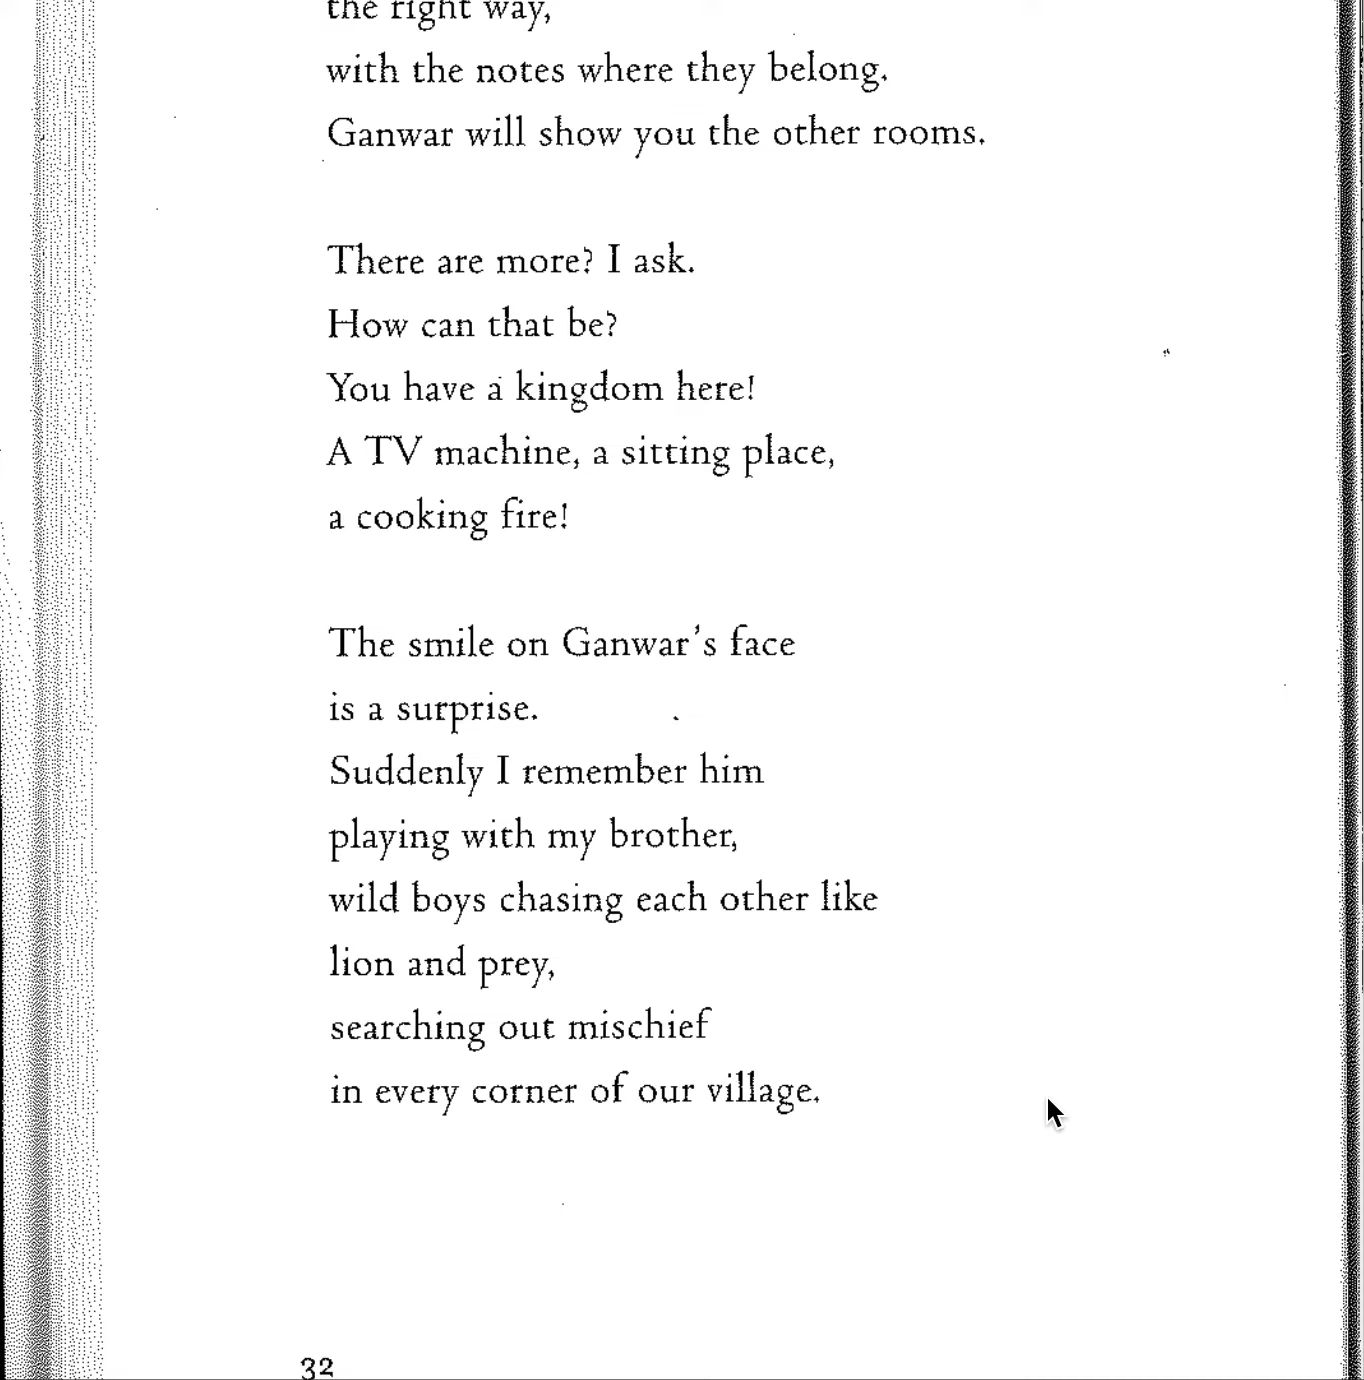 the right way,
with the notes where they belong.
Ganwar will show you the other rooms.
There are more? I ask.
How can that be?
You have a kingdom here!
A TV machine, a sitting place,
a cooking fire!
The smile on Ganwar's face
is a surprise.
Suddenly I remember him
playing with my brother,
wild boys chasing each other like
lion and prey,
searching out mischief
in every corner of our village.
32